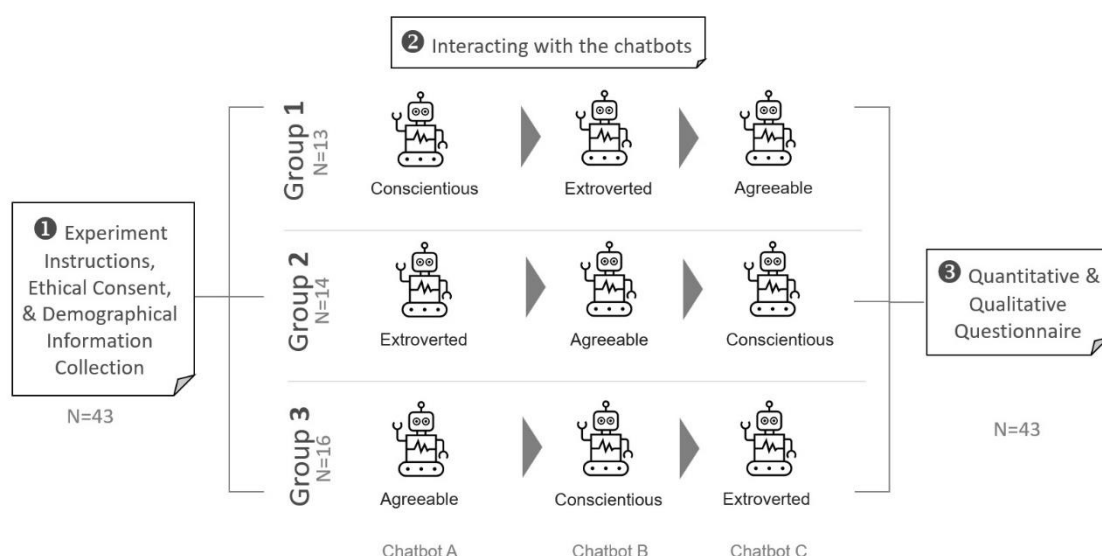 ❷ Interacting with the chatbots
Group 1
N=13
Conscientious
Extroverted
Agreeable
❶ Experiment
Instructions,
Ethical Consent,
& Demographical
Information
Collection
N=43
Group 2
N=14
Extroverted
Agreeable
Conscientious
Group 3
N=16
Agreeable
Conscientious
Extroverted
Chatbot A
Chatbot B
Chatbot C
❸ Quantitative &
Qualitative
Questionnaire
N=43